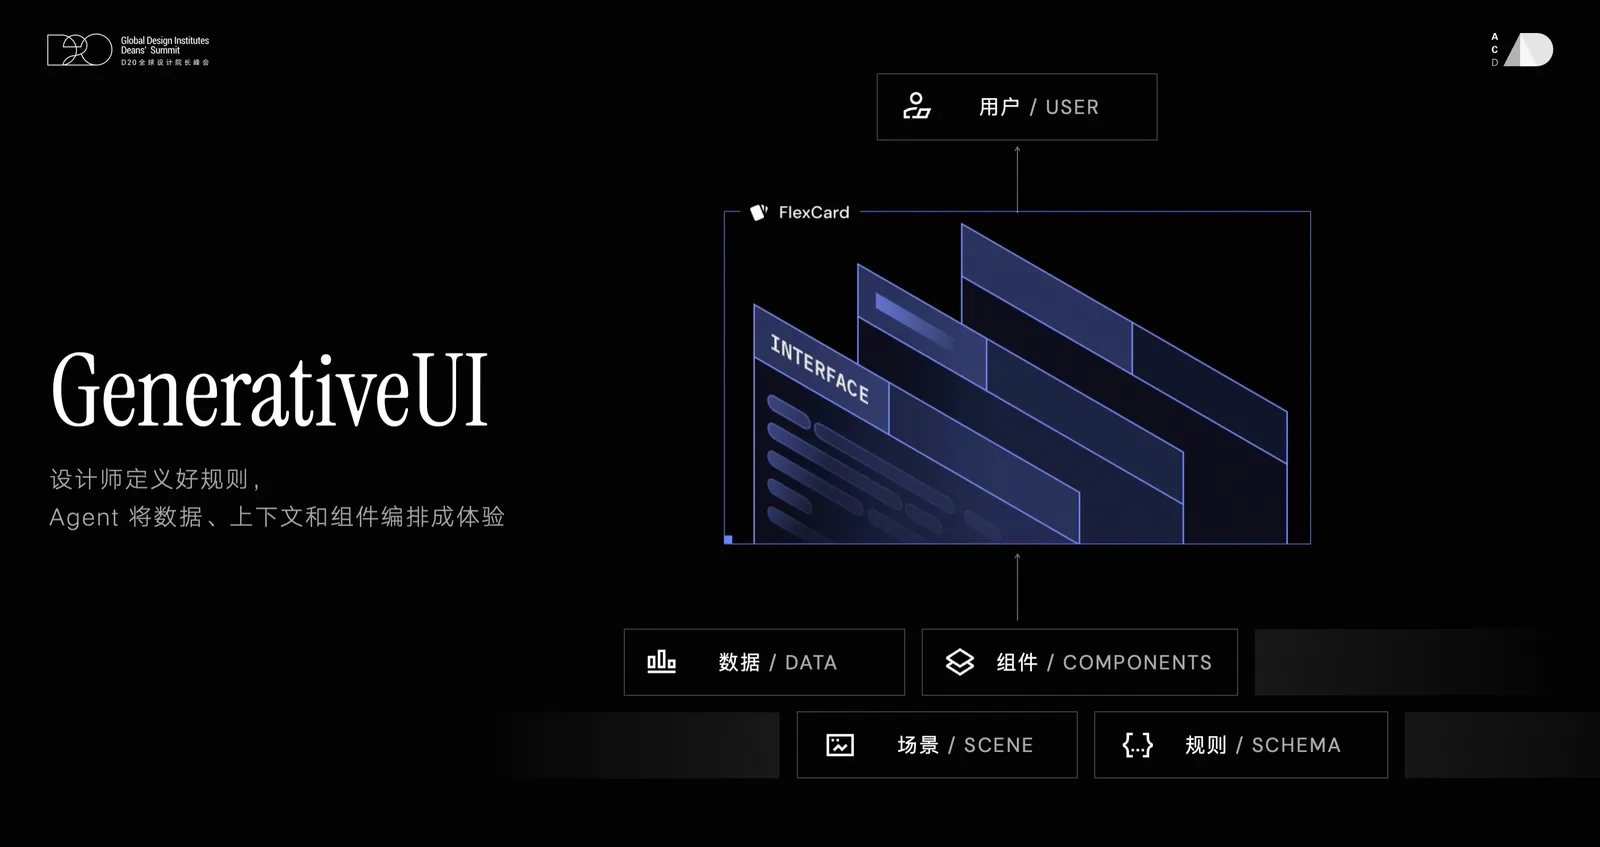 D20
Global Design Institutes
Deans' Summit
D20全球设计院长峰会
A
C
D
用户 / USER
FlexCard
INTERFACE
GenerativeUI
设计师定义好规则，
Agent 将数据、上下文和组件编排成体验
数据 / DATA
组件 / COMPONENTS
场景 / SCENE
规则 / SCHEMA